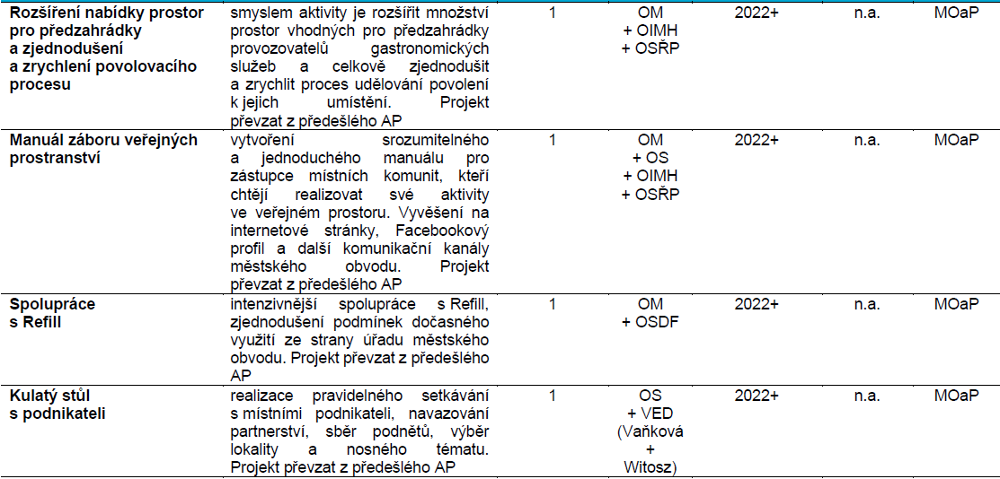 Rozšíření nabídky prostor
pro předzahrádky
a zjednodušení
a zrychlení povolovacího
procesu
smyslem aktivity je rozšířit množství
prostor vhodných pro předzahrádky
provozovatelů gastronomických
služeb a celkově zjednodušit
a zrychlit proces udělování povolení
k jejich umístění. Projekt
převzat z předešlého AP
1
OM
+ OIMH
+ OSŘP
2022+
n.a.
MOaP
Manuál záboru veřejných
prostranství
vytvoření srozumitelného
a jednoduchého manuálu pro
zástupce místních komunit, kteří
chtějí realizovat své aktivity
ve veřejném prostoru. Vyvěšení na
internetové stránky, Facebookový
profil a další komunikační kanály
městského obvodu. Projekt
převzat z předešlého AP
1
OM
+ OS
+ OIMH
+ OSŘP
2022+
n.a.
MOaP
Spolupráce
s Refill
intenzivnější spolupráce s Refill,
zjednodušení podmínek dočasného
využití ze strany úřadu městského
obvodu. Projekt převzat z předešlého
AP
1
OM
+ OSDF
2022+
n.a.
MOaP
Kulatý stůl
s podnikateli
realizace pravidelného setkávání
s místními podnikateli, navazování
partnerství, sběr podnětů, výběr
lokality a nosného tématu.
Projekt převzat z předešlého AP
1
OS
+ VED
(Vaňková
+
Witosz)
2022+
n.a.
MOaP